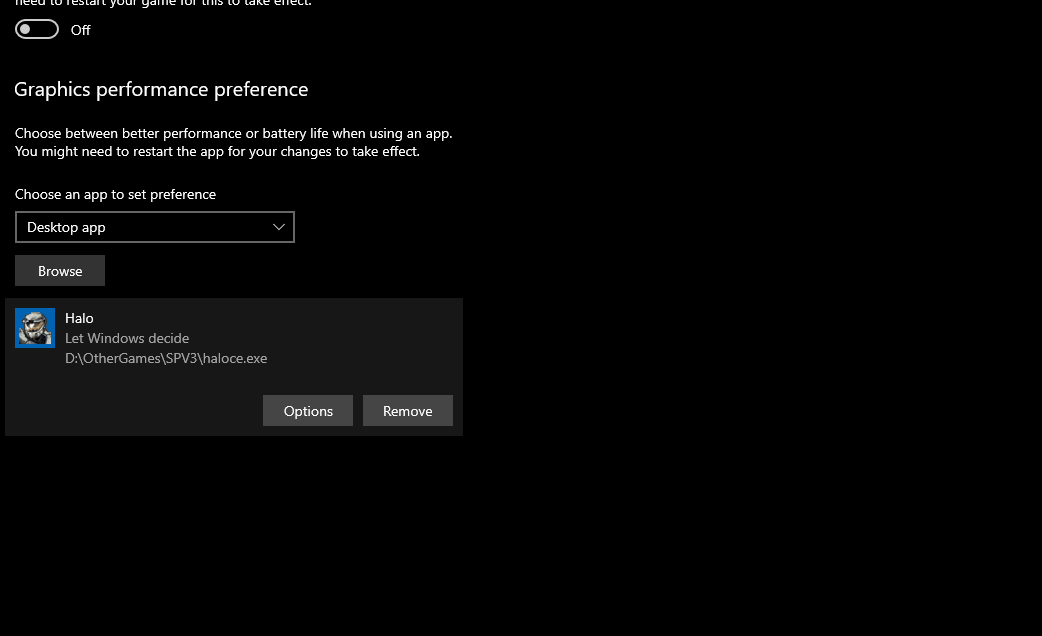 need to restart your game for this to take effect.
Off
Graphics performance preference
Choose between better performance or battery life when using an app.
You might need to restart the app for your changes to take effect.
Choose an app to set preference
Desktop app
Browse
Halo
Let Windows decide
D:\OtherGames\SPV3\haloce.exe
Options
Remove